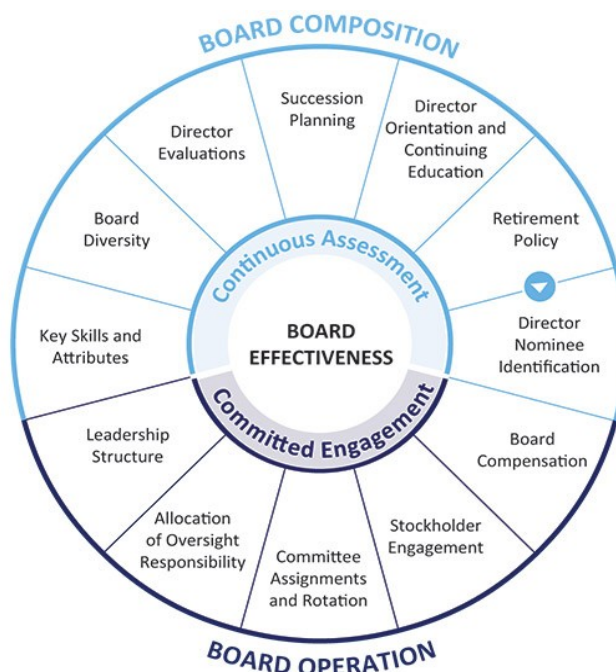 BOARD COMPOSITION
Succession
Planning
Director
Orientation and
Continuing
Education
Director
Evaluations
Retirement
Policy
Board
Diversity
Continuous Assessment
Key Skills and
Attributes
BOARD
EFFECTIVENESS
Director
Nominee
Identification
Committed Engagement
Leadership
Structure
Board
Compensation
Allocation
of Oversight
Responsibility
Stockholder
Engagement
Committee
Assignments
and Rotation
BOARD OPERATION